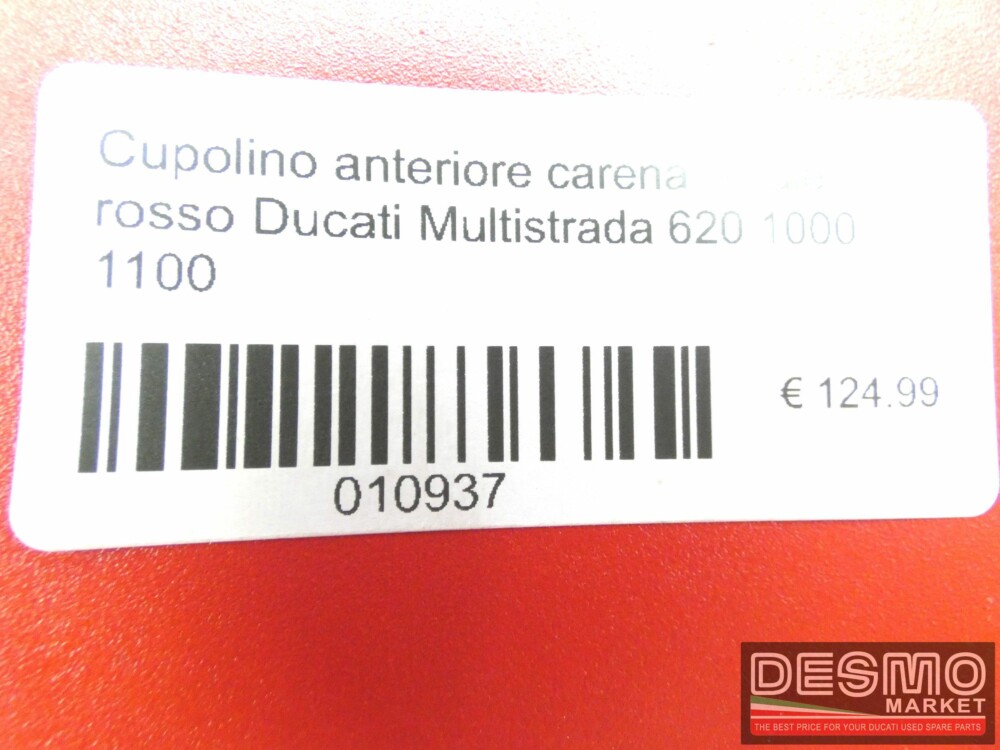 Cupolino anteriore carena
rosso Ducati Multistrada 620 1000
1100
€ 124.99
010937
DESMO
MARKET
THE BEST PRICE FOR YOUR DUCATI USED SPARE PARTS